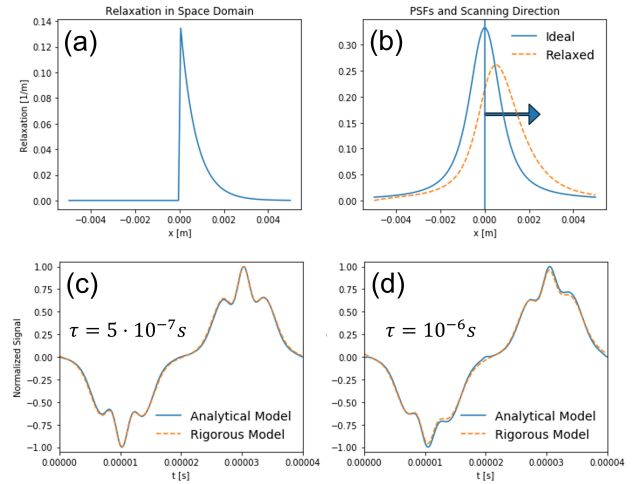 Relaxation in Space Domain
(a)
Relaxation [1/m]
0.14
0.12
0.10
0.08
0.06
0.04
0.02
0.00
−0.004 −0.002 0.000 0.002 0.004
x [m]
PSFs and Scanning Direction
(b)
Ideal
Relaxed
0.30
0.25
0.20
0.15
0.10
0.05
0.00
−0.004 −0.002 0.000 0.002 0.004
x [m]
(c)
τ = 5 · 10⁻⁷s
Normalized Signal
1.00
0.75
0.50
0.25
0.00
−0.25
−0.50
−0.75
−1.00
Analytical Model
Rigorous Model
0.00000 0.00001 0.00002 0.00003 0.00004
t [s]
(d)
τ = 10⁻⁶s
1.00
0.75
0.50
0.25
0.00
−0.25
−0.50
−0.75
−1.00
Analytical Model
Rigorous Model
0.00000 0.00001 0.00002 0.00003 0.00004
t [s]